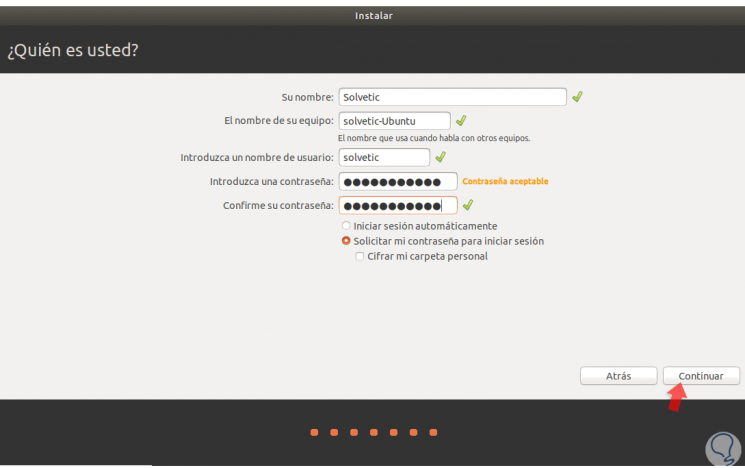 Instalar
¿Quién es usted?
Su nombre: Solvetic
El nombre de su equipo: solvetic-Ubuntu
El nombre que usa cuando habla con otros equipos.
Introduzca un nombre de usuario: solvetic
Introduzca una contraseña: ●●●●●●●●●●● Contraseña aceptable
Confirme su contraseña: ●●●●●●●●●●●
Iniciar sesión automáticamente
Solicitar mi contraseña para iniciar sesión
Cifrar mi carpeta personal
Atrás Continuar